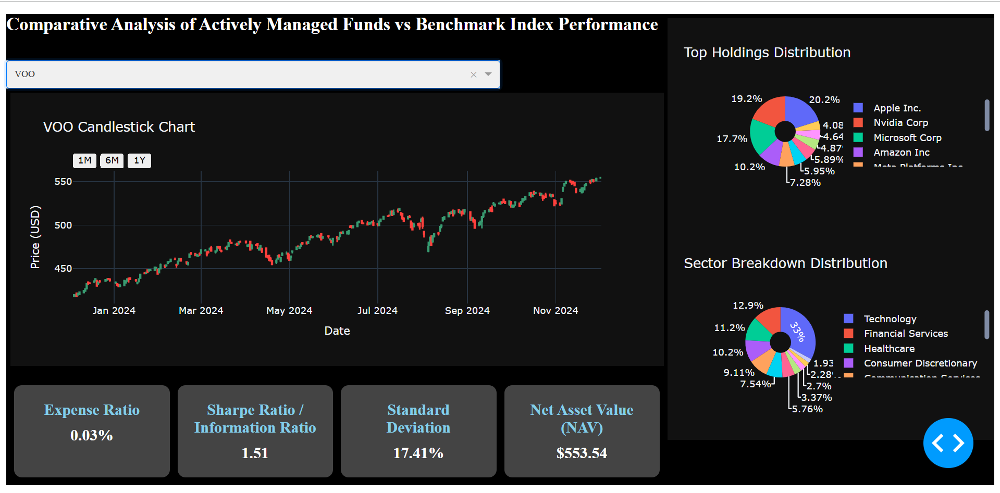 Comparative Analysis of Actively Managed Funds vs Benchmark Index Performance
VOO
VOO Candlestick Chart
1M 6M 1Y
550
500
450
Price (USD)
Jan 2024 Mar 2024 May 2024 Jul 2024 Sep 2024 Nov 2024
Date
Expense Ratio
0.03%
Sharpe Ratio /
Information Ratio
1.51
Standard
Deviation
17.41%
Net Asset Value
(NAV)
$553.54
Top Holdings Distribution
19.2%
20.2%
4.08
4.64
17.7%
4.87
5.89%
10.2%
5.95%
7.28%
Apple Inc.
Nvidia Corp
Microsoft Corp
Amazon Inc
Sector Breakdown Distribution
12.9%
33%
11.2%
10.2%
1.93
9.11%
2.28
7.54%
2.7%
3.37%
5.76%
Technology
Financial Services
Healthcare
Consumer Discretionary
Communication Services